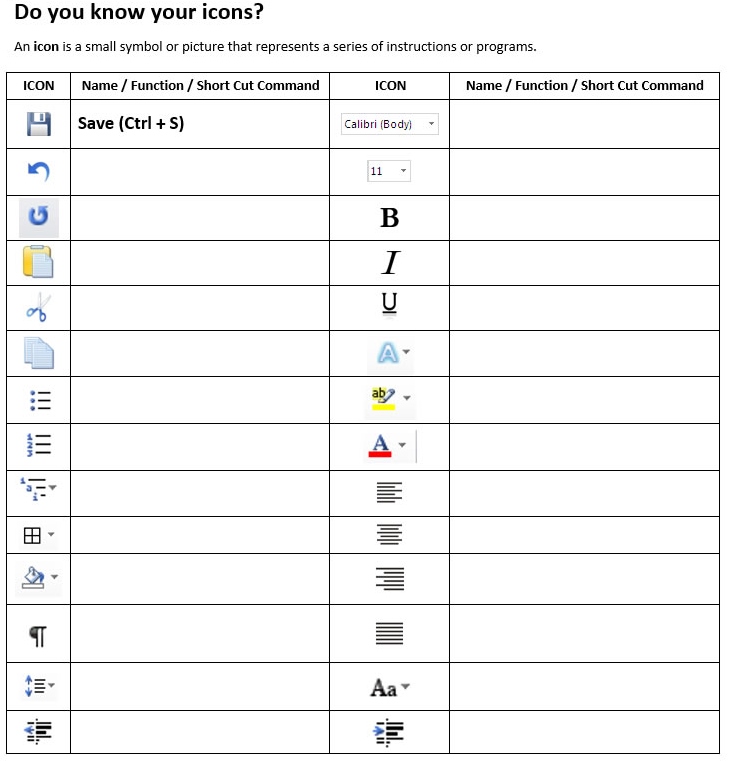 Do you know your icons?
An icon is a small symbol or picture that represents a series of instructions or programs.
ICON Name / Function / Short Cut Command ICON Name / Function / Short Cut Command
Save (Ctrl + S) Calibri (Body)
11
B
I
U
A
ab
A
Aa